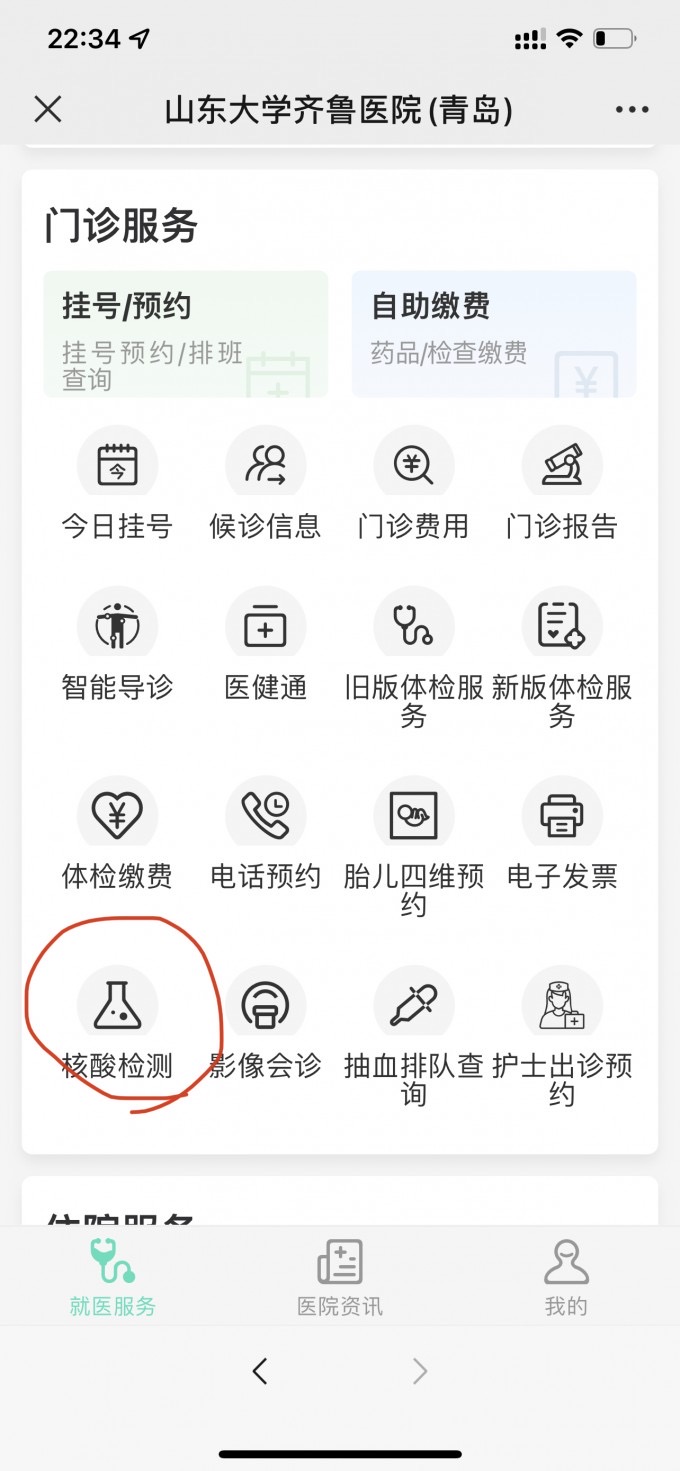 22:34
山东大学齐鲁医院(青岛)
门诊服务
挂号/预约
挂号预约/排班
查询
自助缴费
药品/检查缴费
今日挂号
候诊信息
门诊费用
门诊报告
智能导诊
医健通
旧版体检服
务
新版体检服
务
体检缴费
电话预约
胎儿四维预
约
电子发票
核酸检测
影像会诊
抽血排队查
询
护士出诊预
约
住院服务
就医服务
医院资讯
我的